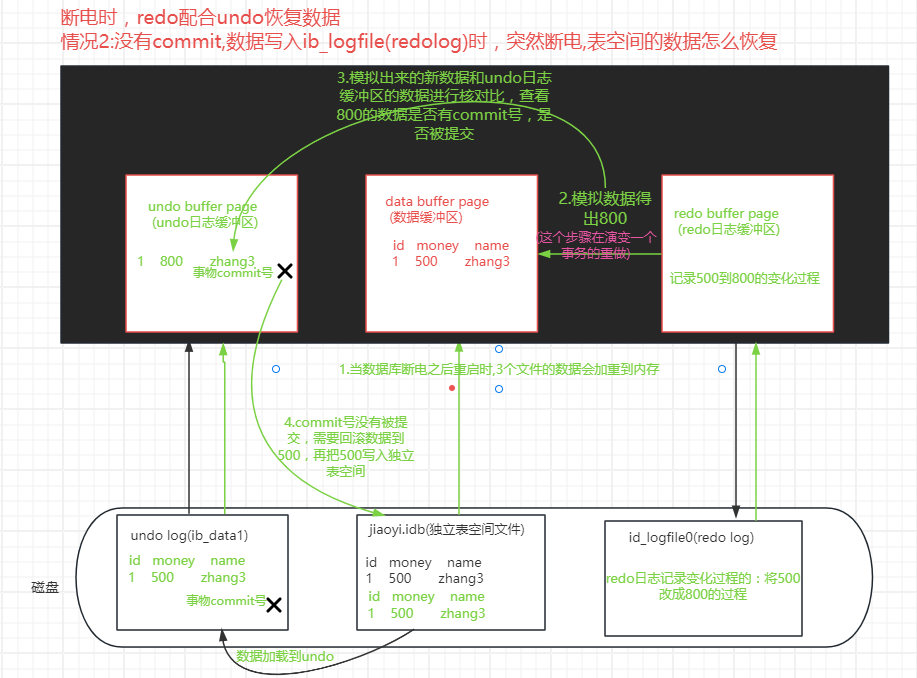 断电时，redo配合undo恢复数据
情况2:没有commit,数据写入ib_logfile(redolog)时，突然断电,表空间的数据怎么恢复
3.模拟出来的新数据和undo日志
缓冲区的数据进行核对比，查看
800的数据是否有commit号，是
否被提交
undo buffer page
(undo日志缓冲区)
1 800 zhang3
事物commit号
data buffer page
(数据缓冲区)
id money name
1 500 zhang3
2.模拟数据得
出800
(这个步骤在演变一个
事务的重做)
redo buffer page
(redo日志缓冲区)
记录500到800的变化过程
1.当数据库断电之后重启时,3个文件的数据会加重到内存
4.commit号没有被提
交，需要回滚数据到
500，再把500写入独立
表空间
磁盘
undo log(ib_data1)
id money name
1 500 zhang3
事物commit号
jiaoyi.idb(独立表空间文件)
id money name
1 500 zhang3
id money name
1 500 zhang3
id_logfile0(redo log)
redo日志记录变化过程的：将500
改成800的过程
数据加载到undo